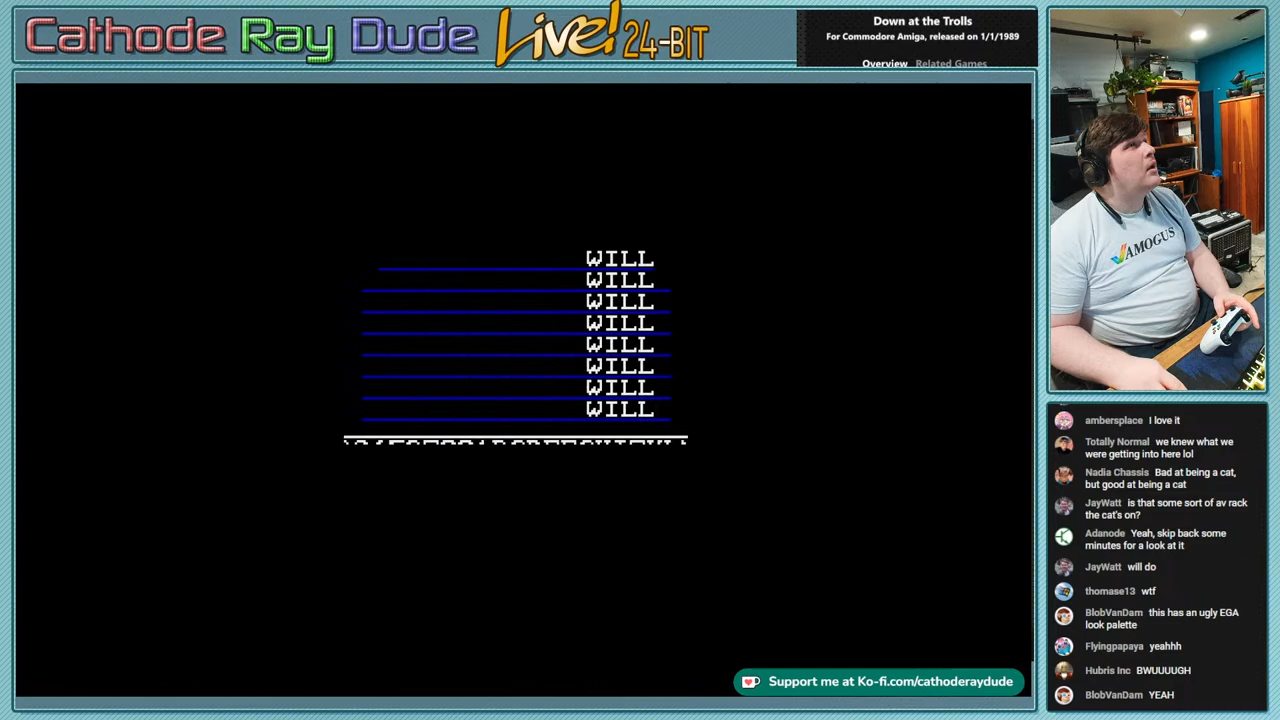 Cathode Ray Dude Live! 24-BIT
Down at the Trolls
For Commodore Amiga, released on 1/1/1989
Overview Related Games
WILL
WILL
WILL
WILL
WILL
WILL
WILL
WILL
AMOGUS
Support me at Ko-fi.com/cathoderaydude
ambersplace I love it
Totally Normal we knew what we
were getting into here lol
Nadia Chassis Bad at being a cat,
but good at being a cat
JayWatt is that some sort of av rack
the cat's on?
Adanode Yeah, skip back some
minutes for a look at it
JayWatt will do
thomase13 wtf
BlobVanDam this has an ugly EGA
look palette
Flyingpapaya yeahhh
Hubris Inc BWUUUUGH
BlobVanDam YEAH